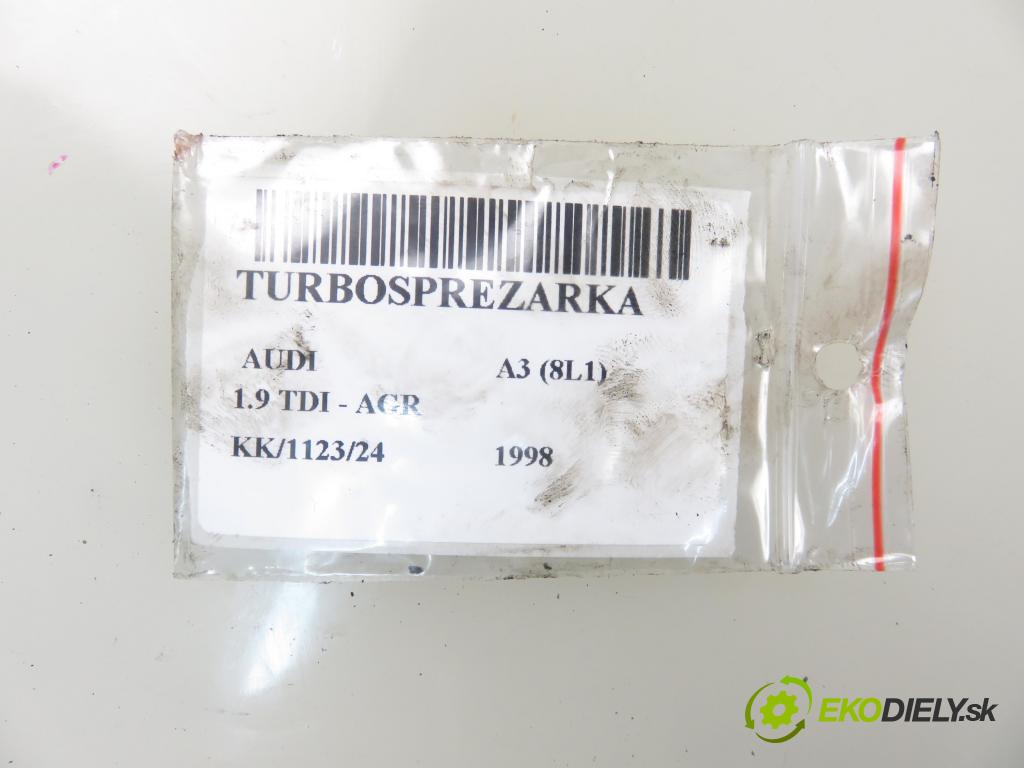 TURBOSPREZARKA
AUDI A3 (8L1)
1.9 TDI - AGR
KK/1123/24 1998
EKODIELY.sk